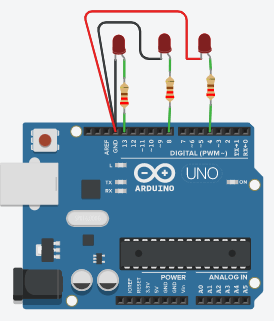 AREF
GND
13
12
~11
~10
~9
8
7
~6
~5
4
~3
2
TX→1
RX←0
DIGITAL (PWM~)
L
TX
RX
UNO
ARDUINO
ON
IOREF
RESET
3.3V
5V
GND
GND
Vin
POWER
ANALOG IN
A0
A1
A2
A3
A4
A5